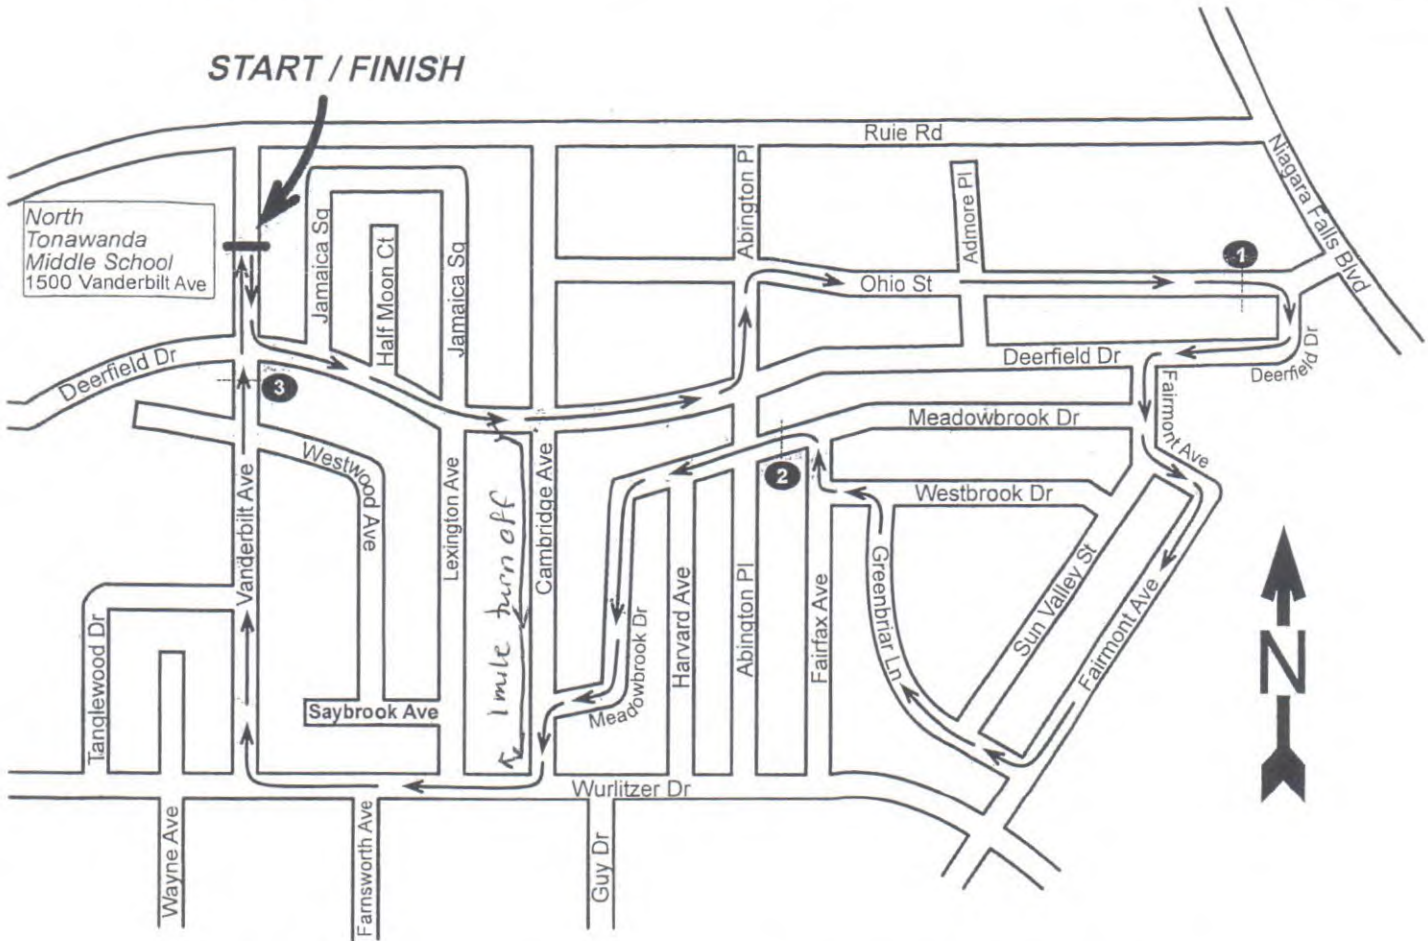 START / FINISH
Ruie Rd
Niagara Falls Blvd
North
Tonawanda
Middle School
1500 Vanderbilt Ave
Jamaica Sq
Half Moon Ct
Jamaica Sq
Abington Pl
Admore Pl
1
Ohio St
Deerfield Dr
Deerfield Dr
Deerfield Dr
3
Fairmont Ave
Meadowbrook Dr
2
Westwood Ave
Westbrook Dr
Vanderbilt Ave
Lexington Ave
1 mile turn off
Cambridge Ave
Meadowbrook Dr
Harvard Ave
Abington Pl
Fairfax Ave
Greenbriar Ln
Sun Valley St
Fairmont Ave
N
Tanglewood Dr
Saybrook Ave
Wurlitzer Dr
Wayne Ave
Farnsworth Ave
Guy Dr